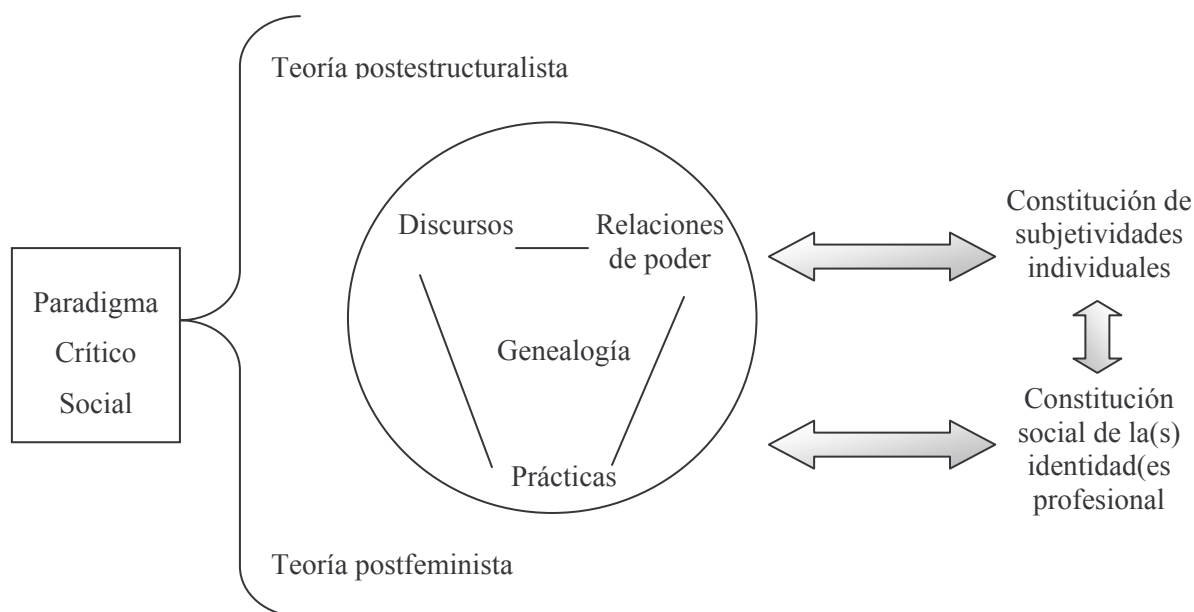 Teoría postestructuralista
Discursos
Relaciones
de poder
Genealogía
Prácticas
Paradigma
Crítico
Social
Constitución de
subjetividades
individuales
Constitución
social de la(s)
identidad(es
profesional
Teoría postfeminista